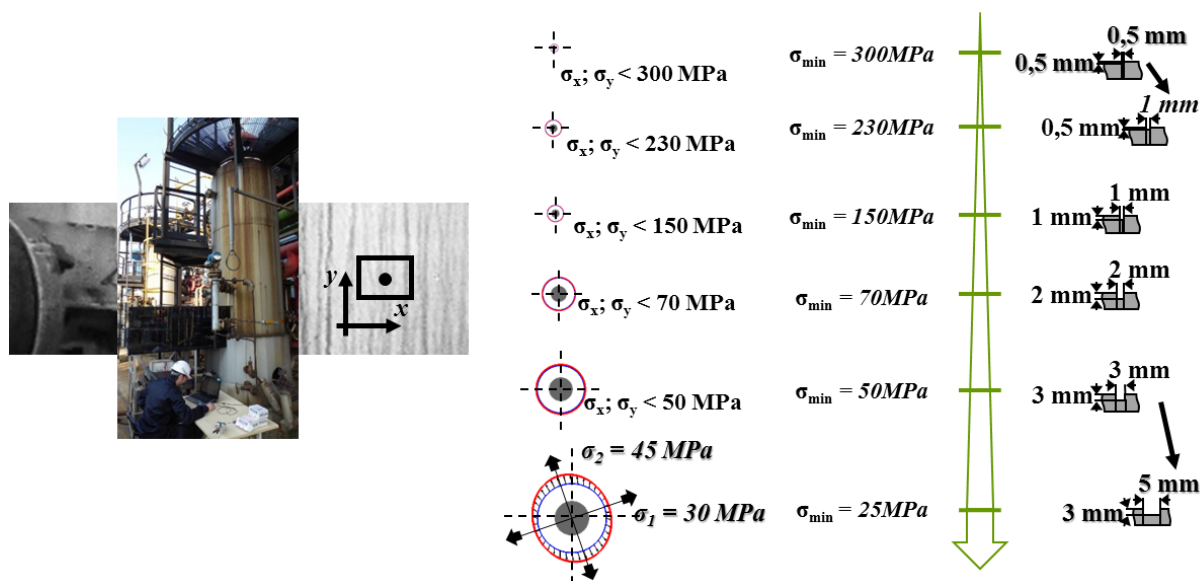 0,5 mm
σx; σy < 300 MPa
σmin = 300MPa
0,5 mm
1 mm
σx; σy < 230 MPa
σmin = 230MPa
0,5 mm
1 mm
σx; σy < 150 MPa
σmin = 150MPa
1 mm
2 mm
y
x
σx; σy < 70 MPa
σmin = 70MPa
2 mm
3 mm
σx; σy < 50 MPa
σmin = 50MPa
3 mm
σ2 = 45 MPa
5 mm
σ1 = 30 MPa
σmin = 25MPa
3 mm